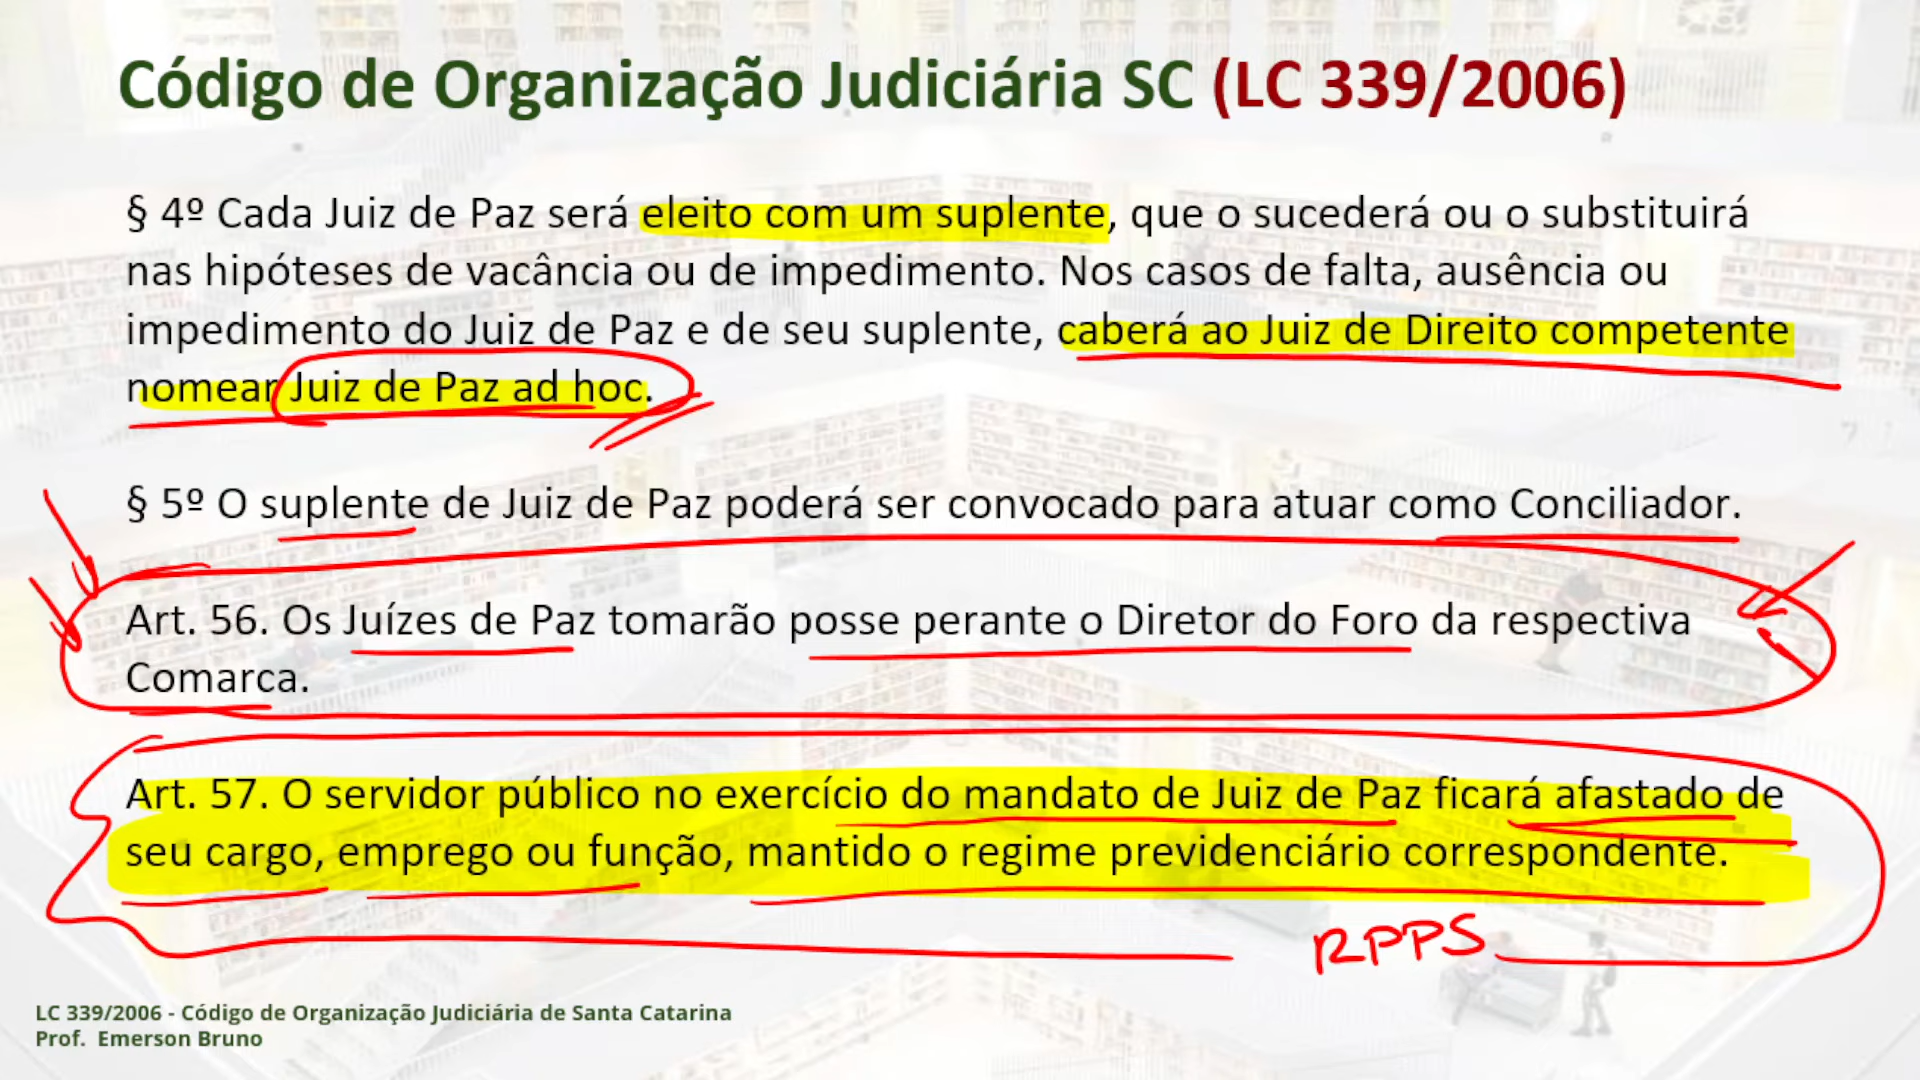 Código de Organização Judiciária SC (LC 339/2006)
§ 4º Cada Juiz de Paz será eleito com um suplente, que o sucederá ou o substituirá
nas hipóteses de vacância ou de impedimento. Nos casos de falta, ausência ou
impedimento do Juiz de Paz e de seu suplente, caberá ao Juiz de Direito competente
nomear Juiz de Paz ad hoc.
§ 5º O suplente de Juiz de Paz poderá ser convocado para atuar como Conciliador.
Art. 56. Os Juízes de Paz tomarão posse perante o Diretor do Foro da respectiva
Comarca.
Art. 57. O servidor público no exercício do mandato de Juiz de Paz ficará afastado de
seu cargo, emprego ou função, mantido o regime previdenciário correspondente.
RPPS
LC 339/2006 - Código de Organização Judiciária de Santa Catarina
Prof. Emerson Bruno